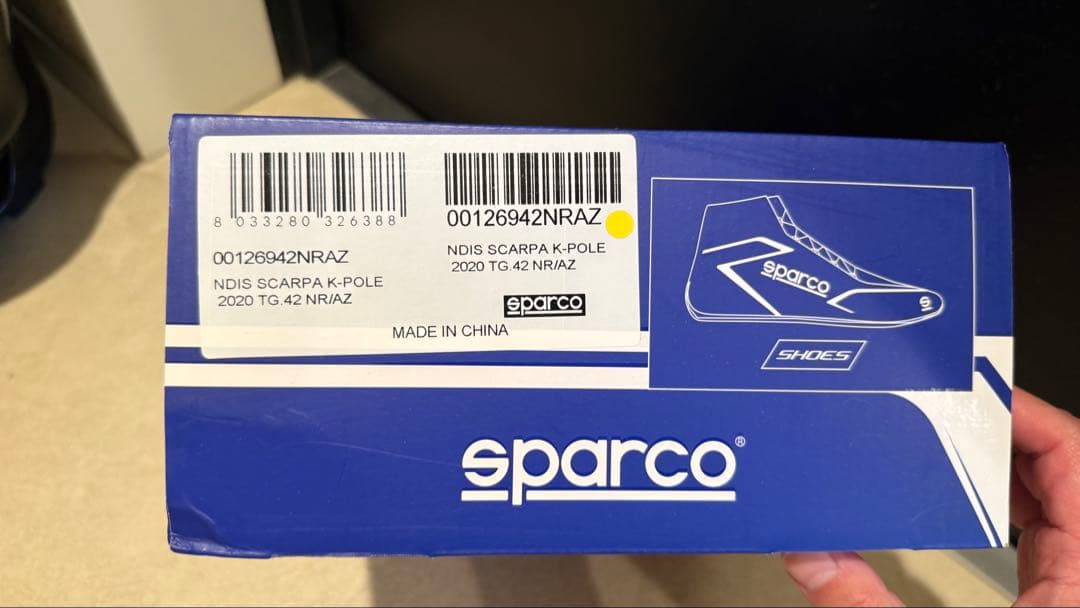 8 033280 326388
00126942NRAZ
NDIS SCARPA K-POLE
2020 TG.42 NR/AZ
00126942NRAZ
NDIS SCARPA K-POLE
2020 TG.42 NR/AZ
sparco
MADE IN CHINA
sparco
S
SHOES
sparco®